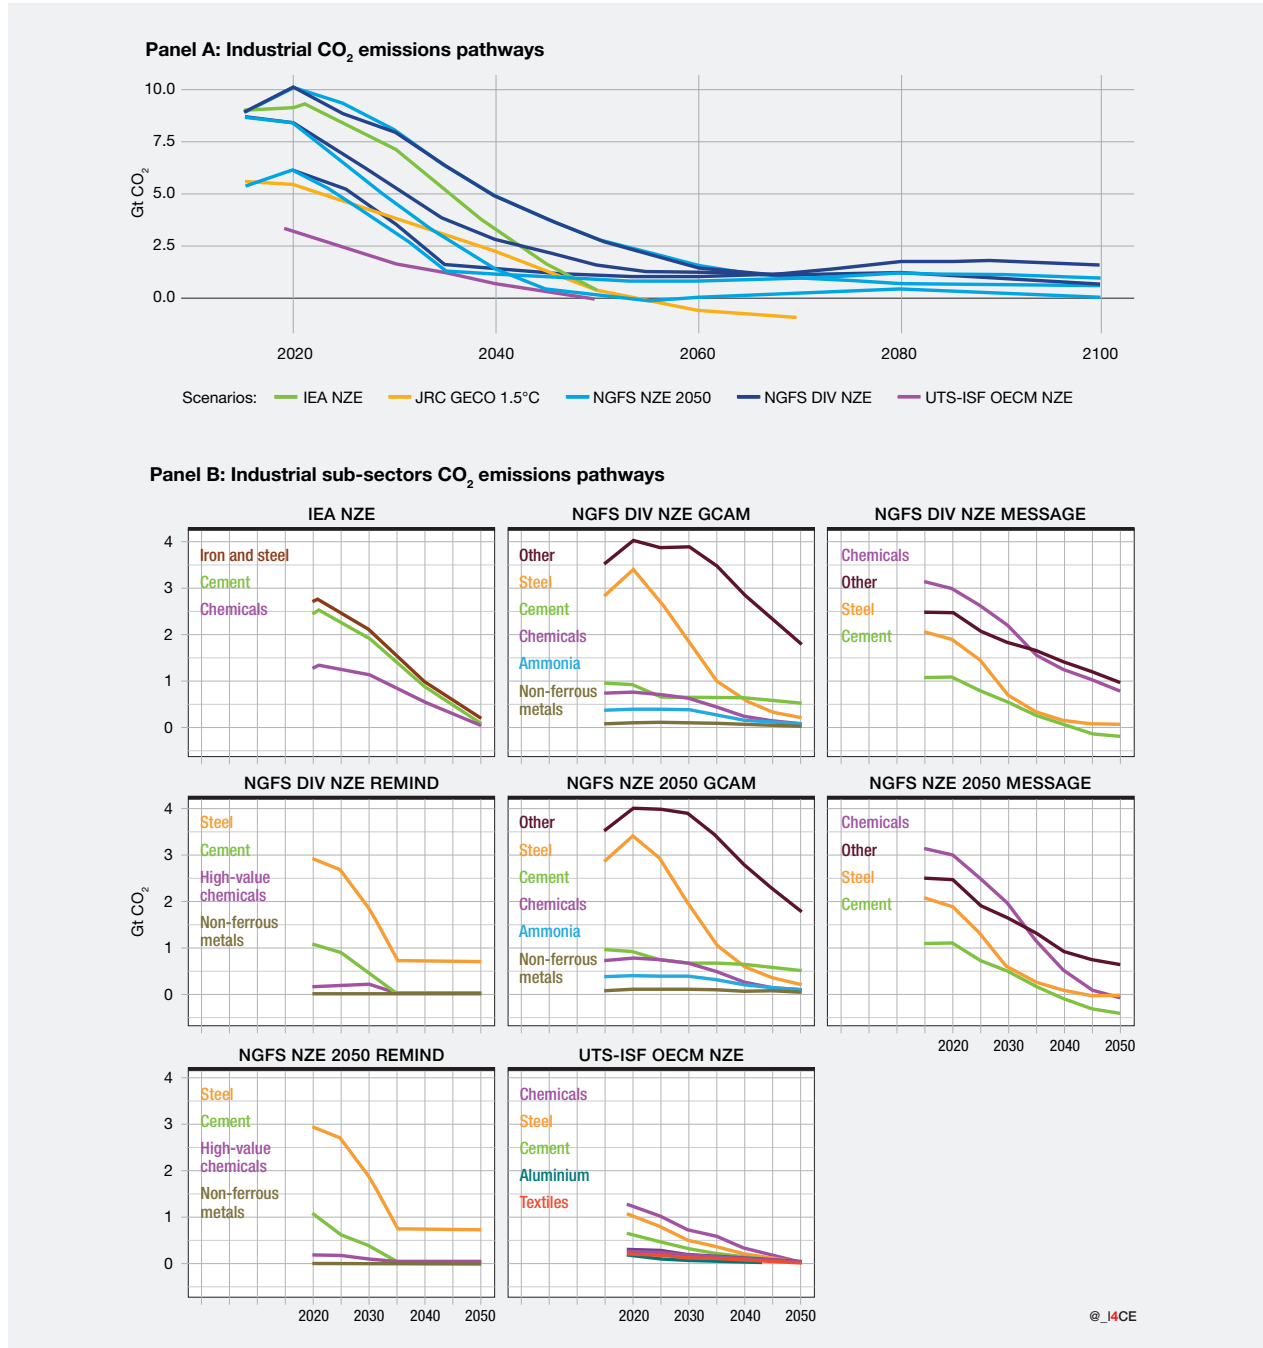 Panel A: Industrial CO₂ emissions pathways
Gt CO₂
10.0
7.5
5.0
2.5
0.0
2020 2040 2060 2080 2100
Scenarios: IEA NZE JRC GECO 1.5°C NGFS NZE 2050 NGFS DIV NZE UTS-ISF OECM NZE
Panel B: Industrial sub-sectors CO₂ emissions pathways
IEA NZE
4
3
2
1
0
Iron and steel
Cement
Chemicals
NGFS DIV NZE GCAM
Other
Steel
Cement
Chemicals
Ammonia
Non-ferrous
metals
NGFS DIV NZE MESSAGE
Chemicals
Other
Steel
Cement
NGFS DIV NZE REMIND
Gt CO₂
4
3
2
1
0
Steel
Cement
High-value
chemicals
Non-ferrous
metals
NGFS NZE 2050 GCAM
Other
Steel
Cement
Chemicals
Ammonia
Non-ferrous
metals
NGFS NZE 2050 MESSAGE
Chemicals
Other
Steel
Cement
2020 2030 2040 2050
NGFS NZE 2050 REMIND
4
3
2
1
0
Steel
Cement
High-value
chemicals
Non-ferrous
metals
2020 2030 2040 2050
UTS-ISF OECM NZE
Chemicals
Steel
Cement
Aluminium
Textiles
2020 2030 2040 2050
@_I4CE